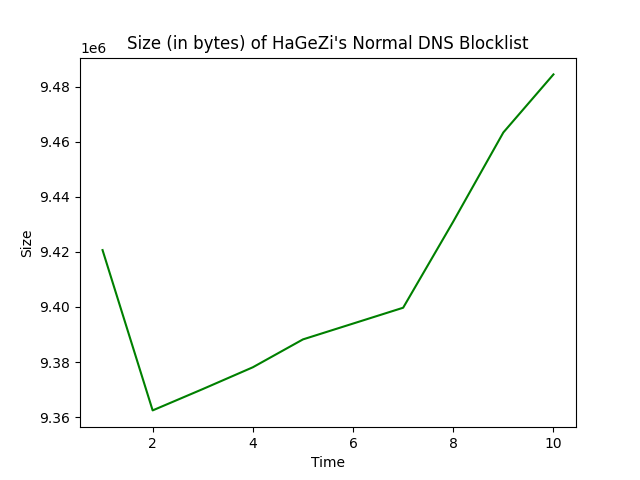 Size (in bytes) of HaGeZi's Normal DNS Blocklist
1e6
9.48
9.46
9.44
9.42
9.40
9.38
9.36
Size
2 4 6 8 10
Time